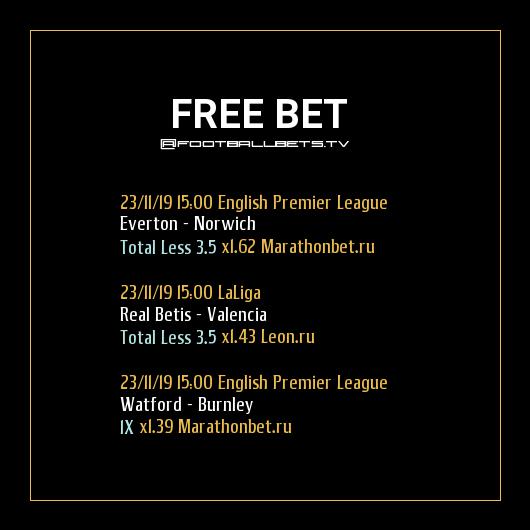 FREE BET
@FOOTBALLBETS.TV
23/11/19 15:00 English Premier League
Everton - Norwich
Total Less 3.5 x1.62 Marathonbet.ru
23/11/19 15:00 LaLiga
Real Betis - Valencia
Total Less 3.5 x1.43 Leon.ru
23/11/19 15:00 English Premier League
Watford - Burnley
1X x1.39 Marathonbet.ru